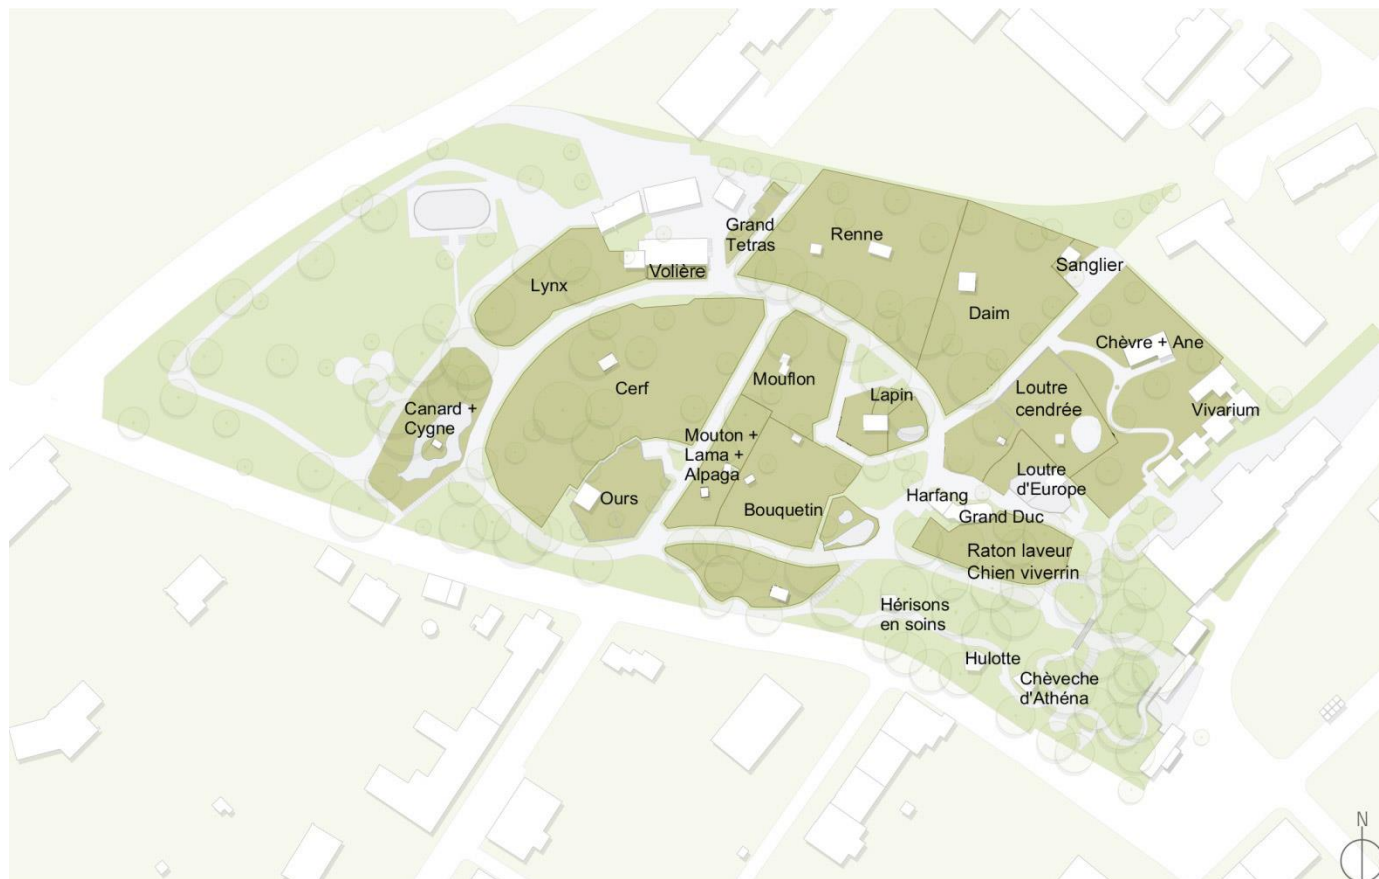 Grand
Tetras
Renne
Sanglier
Volière
Lynx
Daim
Chèvre + Ane
Cerf
Mouflon
Lapin
Loutre
cendrée
Vivarium
Canard +
Cygne
Mouton +
Lama +
Alpaga
Loutre
d'Europe
Ours
Bouquetin
Harfang
Grand Duc
Raton laveur
Chien viverrin
Hérisons
en soins
Hulotte
Chèveche
d'Athéna
N